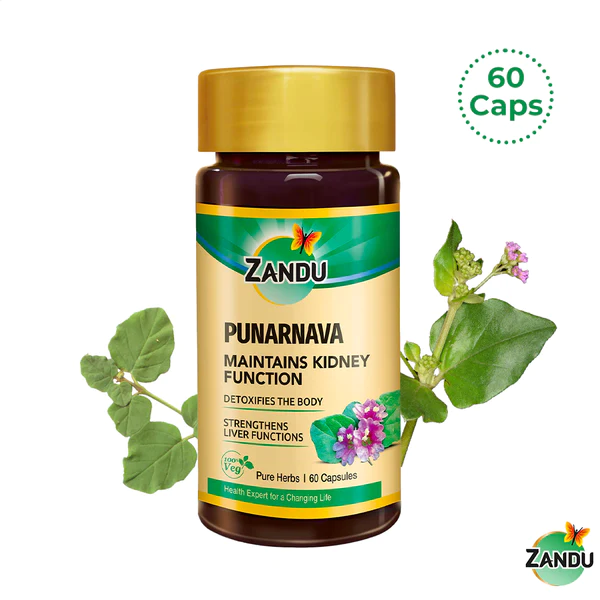 60
Caps
ZANDU
PUNARNAVA
MAINTAINS KIDNEY
FUNCTION
DETOXIFIES THE BODY
STRENGTHENS
LIVER FUNCTIONS
100%
Veg
Pure Herbs | 60 Capsules
Health Expert for a Changing Life
ZANDU